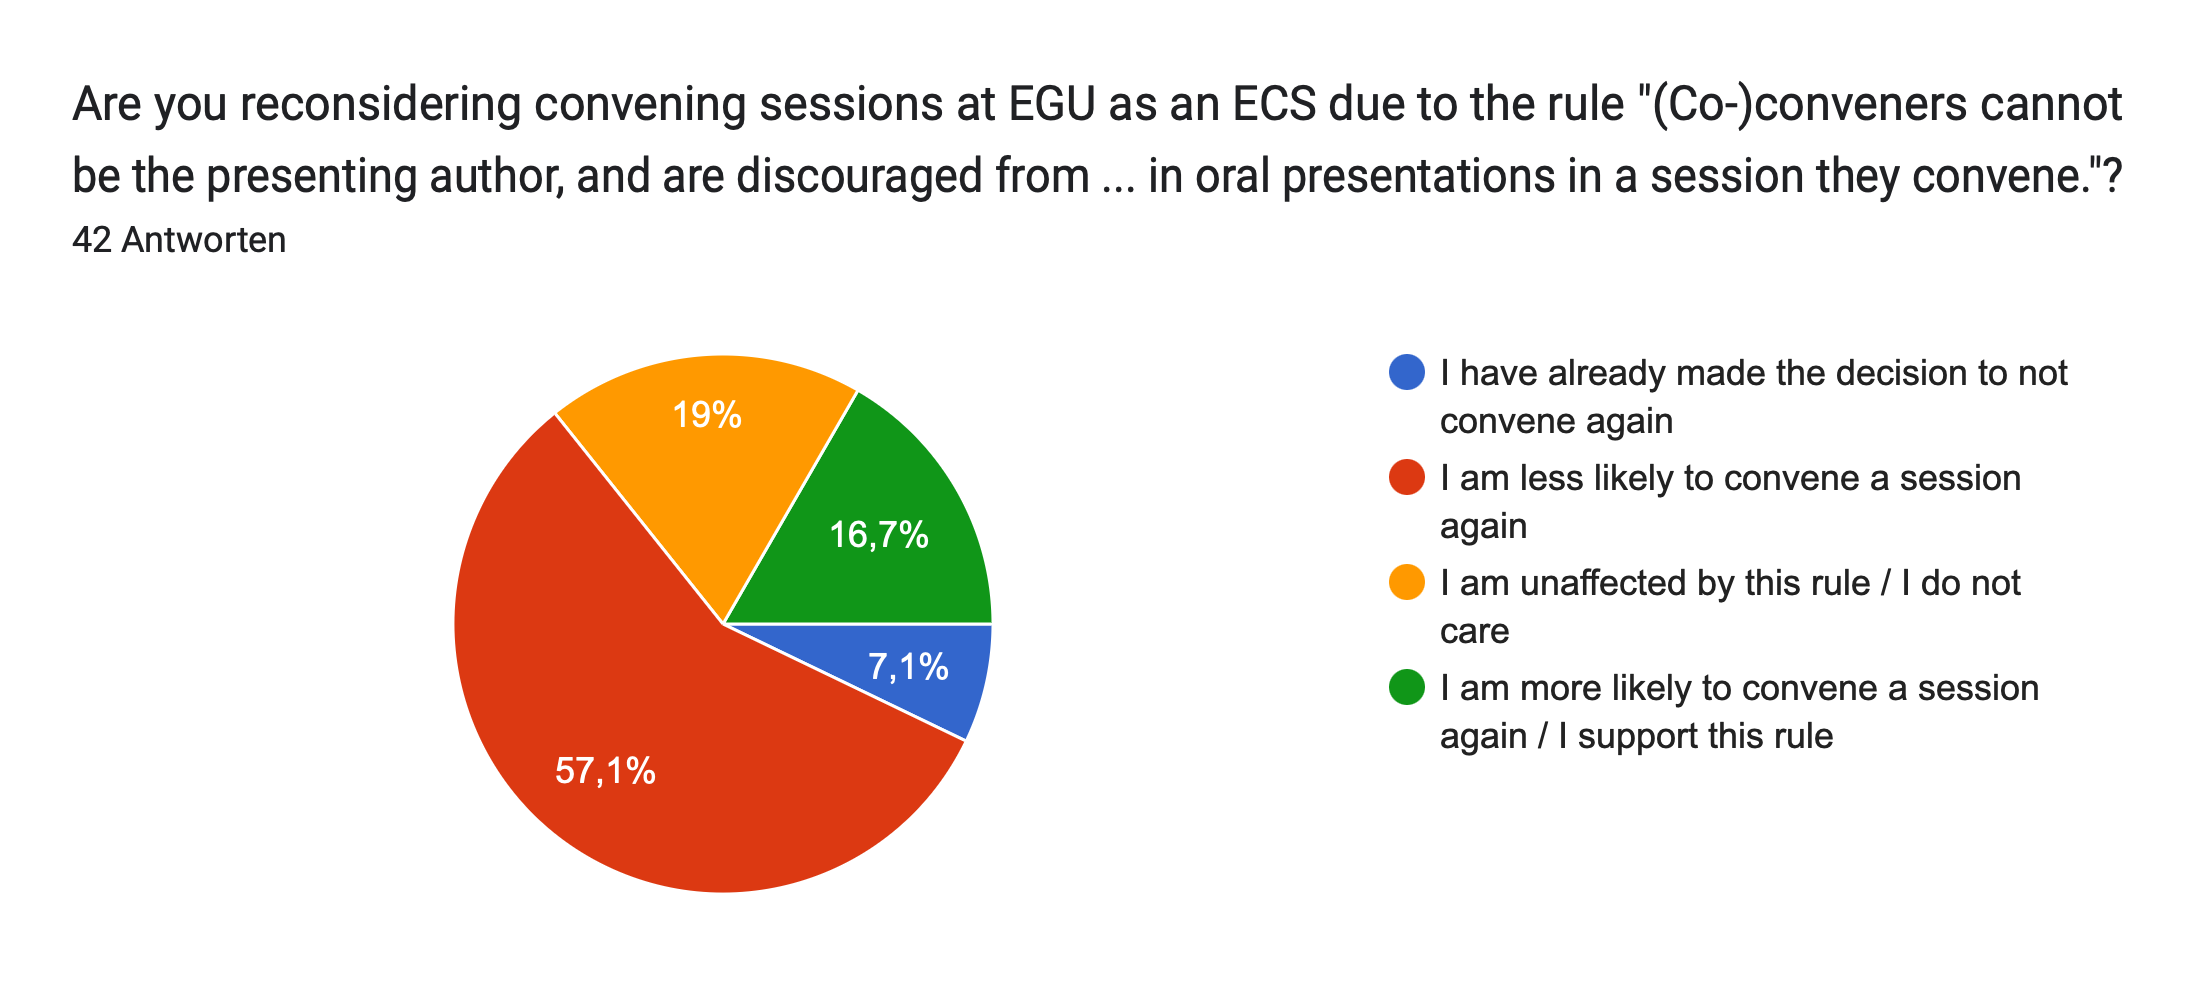 Are you reconsidering convening sessions at EGU as an ECS due to the rule "(Co-)conveners cannot
be the presenting author, and are discouraged from ... in oral presentations in a session they convene."?
42 Antworten
19%
16,7%
7,1%
57,1%
I have already made the decision to not
convene again
I am less likely to convene a session
again
I am unaffected by this rule / I do not
care
I am more likely to convene a session
again / I support this rule